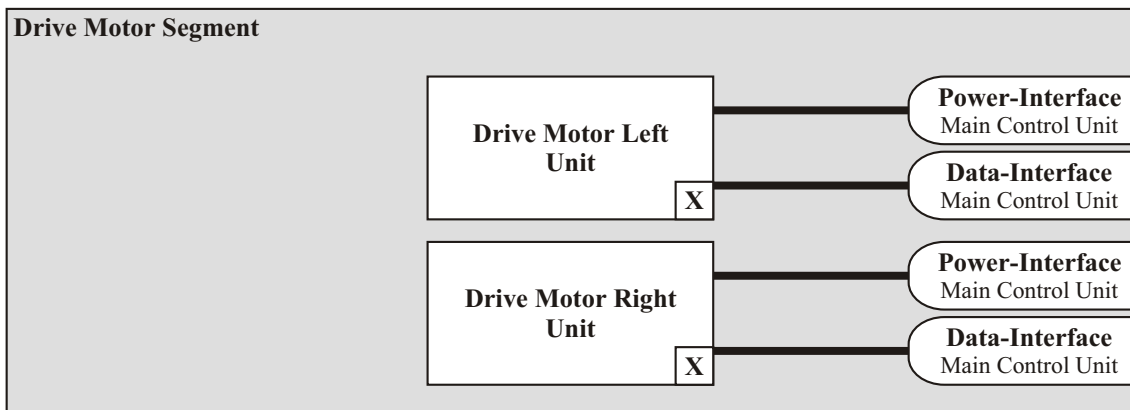 Drive Motor Segment
Drive Motor Left
Unit
X
Power-Interface
Main Control Unit
Data-Interface
Main Control Unit
Drive Motor Right
Unit
X
Power-Interface
Main Control Unit
Data-Interface
Main Control Unit